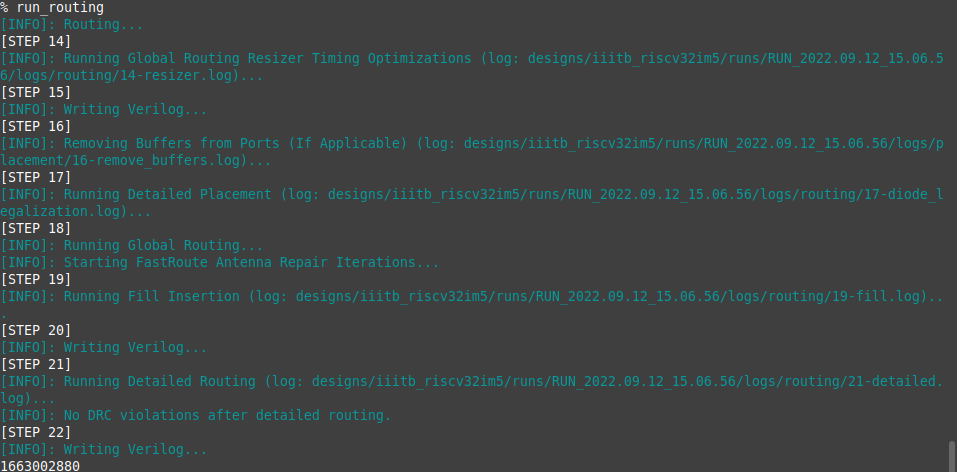 % run_routing
[INFO]: Routing...
[STEP 14]
[INFO]: Running Global Routing Resizer Timing Optimizations (log: designs/iiitb_riscv32im5/runs/RUN_2022.09.12_15.06.5
6/logs/routing/14-resizer.log)...
[STEP 15]
[INFO]: Writing Verilog...
[STEP 16]
[INFO]: Removing Buffers from Ports (If Applicable) (log: designs/iiitb_riscv32im5/runs/RUN_2022.09.12_15.06.56/logs/p
lacement/16-remove_buffers.log)...
[STEP 17]
[INFO]: Running Detailed Placement (log: designs/iiitb_riscv32im5/runs/RUN_2022.09.12_15.06.56/logs/routing/17-diode_l
egalization.log)...
[STEP 18]
[INFO]: Running Global Routing...
[INFO]: Starting FastRoute Antenna Repair Iterations...
[STEP 19]
[INFO]: Running Fill Insertion (log: designs/iiitb_riscv32im5/runs/RUN_2022.09.12_15.06.56/logs/routing/19-fill.log)..
.
[STEP 20]
[INFO]: Writing Verilog...
[STEP 21]
[INFO]: Running Detailed Routing (log: designs/iiitb_riscv32im5/runs/RUN_2022.09.12_15.06.56/logs/routing/21-detailed.
log)...
[INFO]: No DRC violations after detailed routing.
[STEP 22]
[INFO]: Writing Verilog...
1663002880